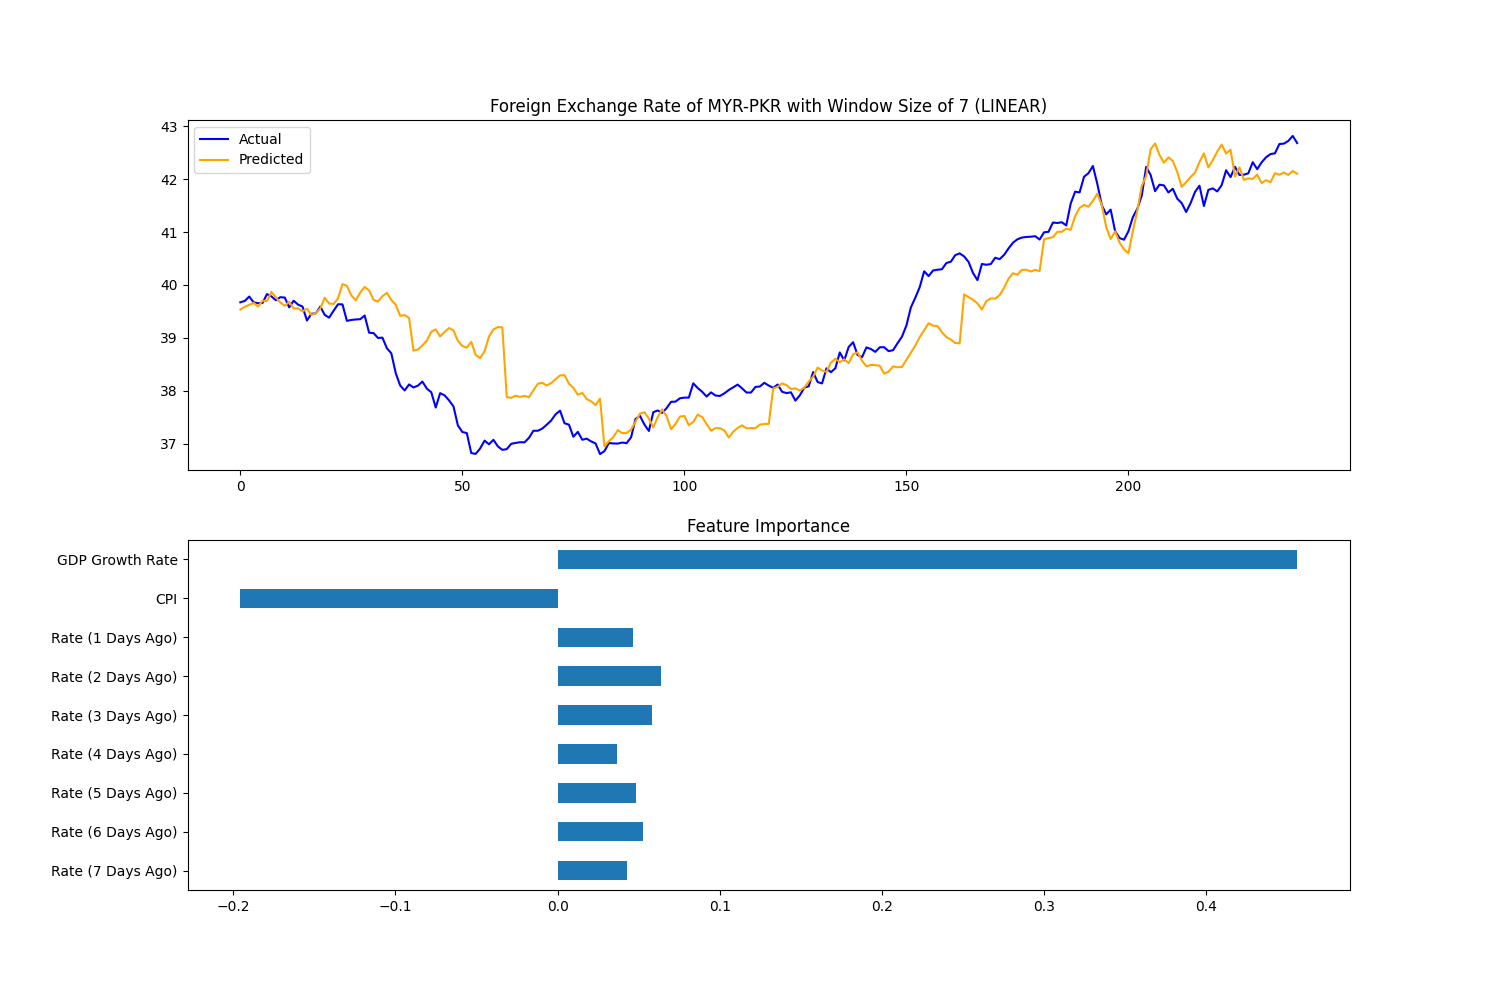 Foreign Exchange Rate of MYR-PKR with Window Size of 7 (LINEAR)
43
42
41
40
39
38
37
Actual
Predicted
0 50 100 150 200
Feature Importance
GDP Growth Rate
CPI
Rate (1 Days Ago)
Rate (2 Days Ago)
Rate (3 Days Ago)
Rate (4 Days Ago)
Rate (5 Days Ago)
Rate (6 Days Ago)
Rate (7 Days Ago)
−0.2 −0.1 0.0 0.1 0.2 0.3 0.4